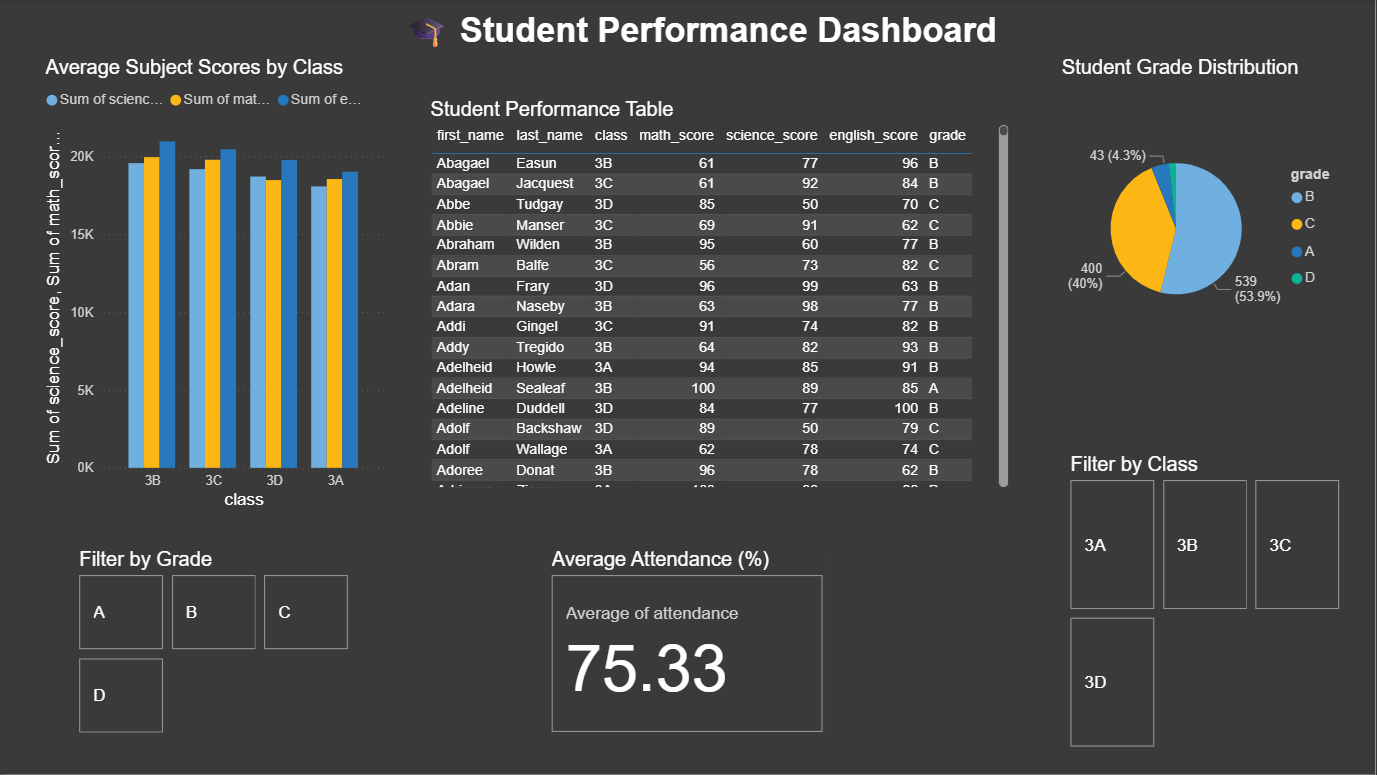 🎓 Student Performance Dashboard
Average Subject Scores by Class
Sum of scienc… Sum of mat… Sum of e…
Sum of science_score, Sum of math_scor…
20K
15K
10K
5K
0K
3B 3C 3D 3A
class
Student Performance Table
first_name last_name class math_score science_score english_score grade
Abagael Easun 3B 61 77 96 B
Abagael Jacquest 3C 61 92 84 B
Abbe Tudgay 3D 85 50 70 C
Abbie Manser 3C 69 91 62 C
Abraham Wilden 3B 95 60 77 B
Abram Balfe 3C 56 73 82 C
Adan Frary 3D 96 99 63 B
Adara Naseby 3B 63 98 77 B
Addi Gingel 3C 91 74 82 B
Addy Tregido 3B 64 82 93 B
Adelheid Howle 3A 94 85 91 B
Adelheid Sealeaf 3B 100 89 85 A
Adeline Duddell 3D 84 77 100 B
Adolf Backshaw 3D 89 50 79 C
Adolf Wallage 3A 62 78 74 C
Adoree Donat 3B 96 78 62 B
Student Grade Distribution
43 (4.3%)
400
(40%)
539
(53.9%)
grade
B
C
A
D
Filter by Class
3A 3B 3C
3D
Filter by Grade
A B C
D
Average Attendance (%)
Average of attendance
75.33